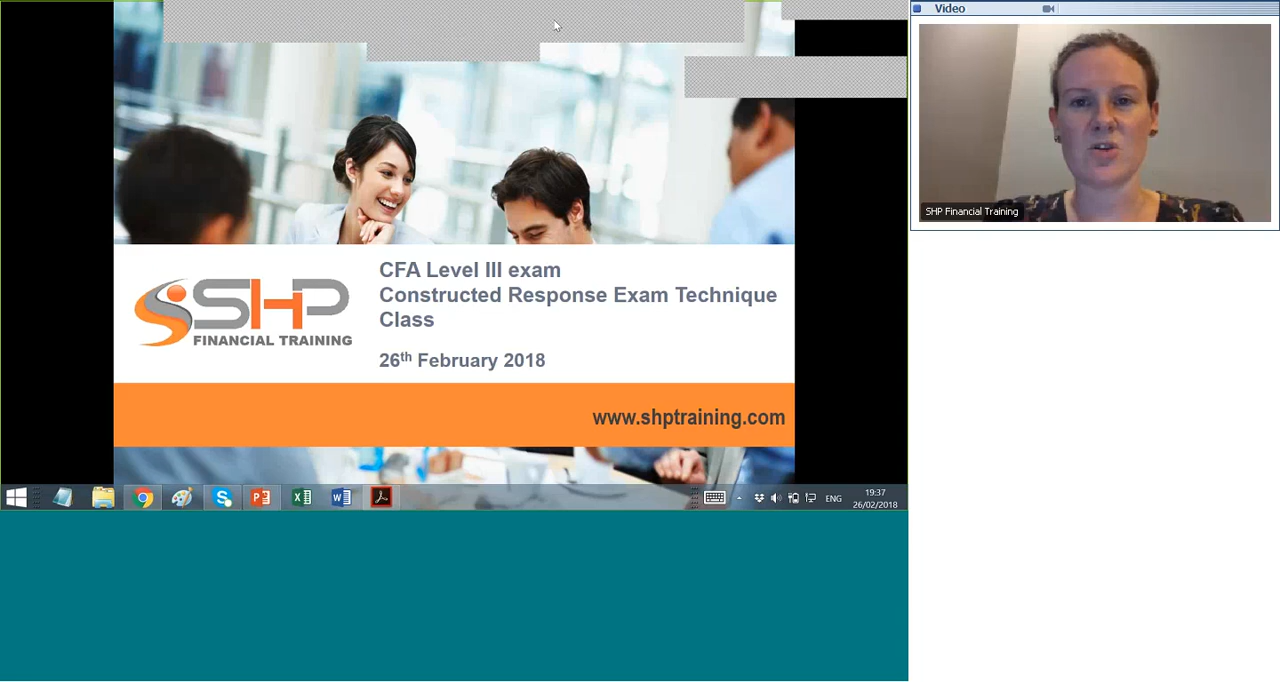 Video
SHP Financial Training
SHP
FINANCIAL TRAINING
CFA Level III exam
Constructed Response Exam Technique
Class
26th February 2018
www.shptraining.com
ENG
19:37
26/02/2018